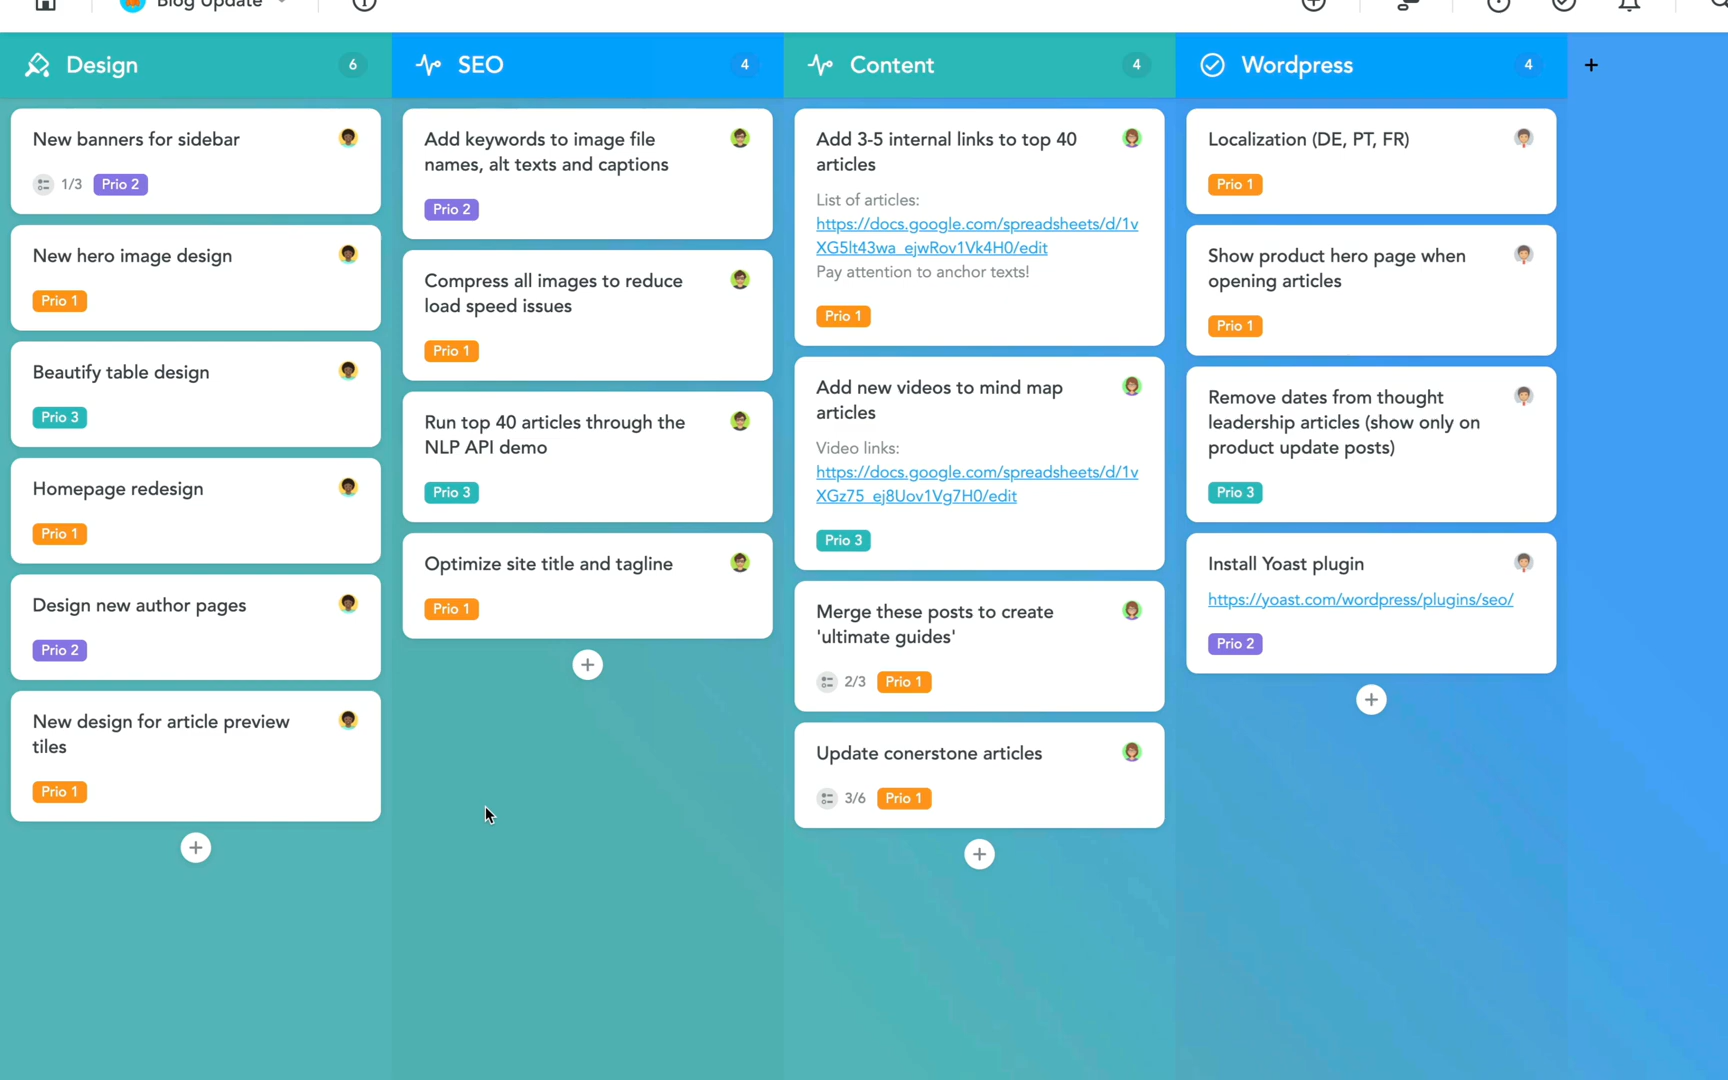 Blog Update
Design
6
New banners for sidebar
1/3
Prio 2
New hero image design
Prio 1
Beautify table design
Prio 3
Homepage redesign
Prio 1
Design new author pages
Prio 2
New design for article preview
tiles
Prio 1
SEO
4
Add keywords to image file
names, alt texts and captions
Prio 2
Compress all images to reduce
load speed issues
Prio 1
Run top 40 articles through the
NLP API demo
Prio 3
Optimize site title and tagline
Prio 1
Content
4
Add 3-5 internal links to top 40
articles
List of articles:
https://docs.google.com/spreadsheets/d/1v
XG5lt43wa_ejwRov1Vk4H0/edit
Pay attention to anchor texts!
Prio 1
Add new videos to mind map
articles
Video links:
https://docs.google.com/spreadsheets/d/1v
XGz75_ej8Uov1Vg7H0/edit
Prio 3
Merge these posts to create
'ultimate guides'
2/3
Prio 1
Update conerstone articles
3/6
Prio 1
Wordpress
4
Localization (DE, PT, FR)
Prio 1
Show product hero page when
opening articles
Prio 1
Remove dates from thought
leadership articles (show only on
product update posts)
Prio 3
Install Yoast plugin
https://yoast.com/wordpress/plugins/seo/
Prio 2